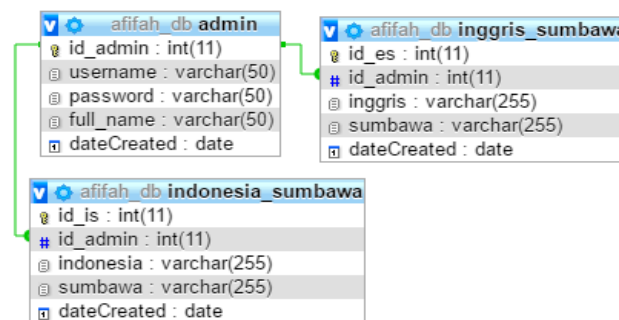 afifah_db admin
id_admin : int(11)
username : varchar(50)
password : varchar(50)
full_name : varchar(50)
dateCreated : date
afifah_db inggris_sumbawa
id_es : int(11)
id_admin : int(11)
inggris : varchar(255)
sumbawa : varchar(255)
dateCreated : date
afifah_db indonesia_sumbawa
id_is : int(11)
id_admin : int(11)
indonesia : varchar(255)
sumbawa : varchar(255)
dateCreated : date